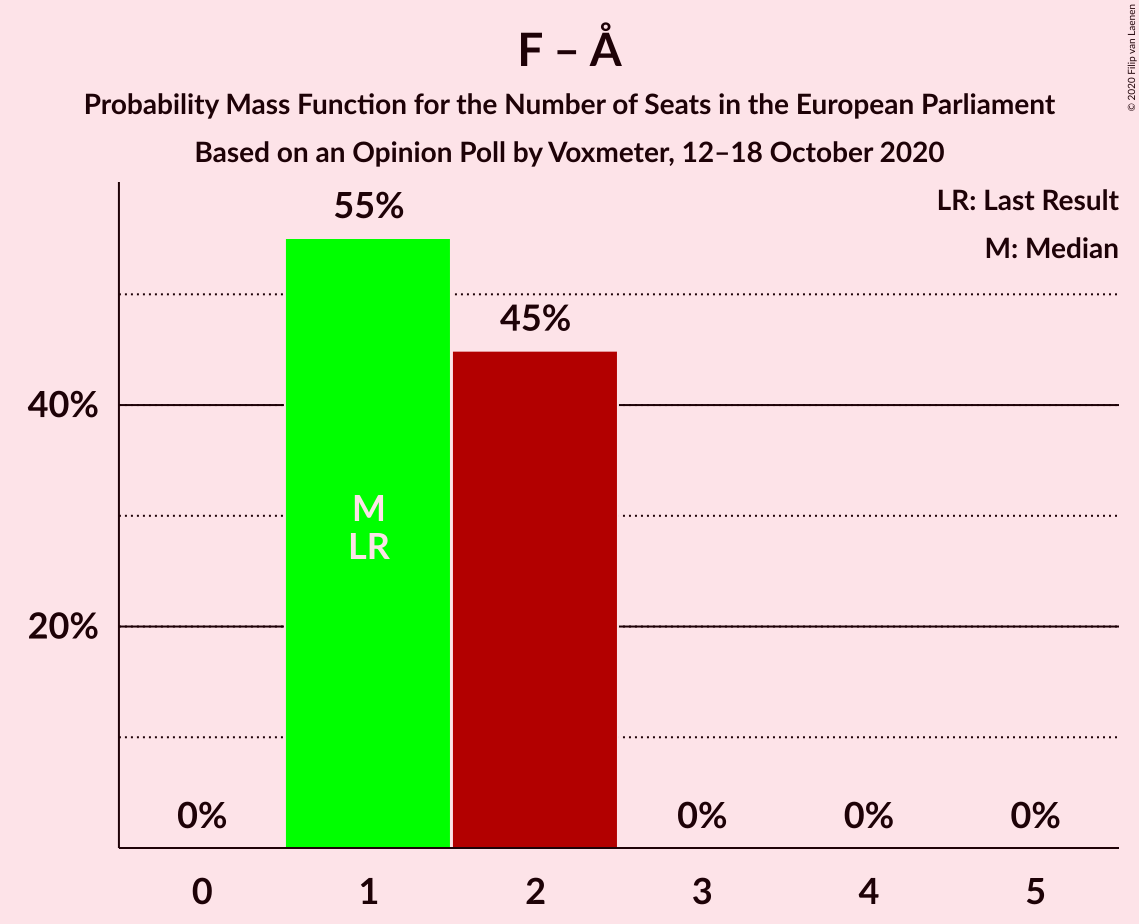 F – Å
Probability Mass Function for the Number of Seats in the European Parliament
Based on an Opinion Poll by Voxmeter, 12–18 October 2020
© 2020 Filip van Laenen
LR: Last Result
M: Median
55%
45%
40%
20%
M
LR
0%
0%
0%
0%
0
1
2
3
4
5